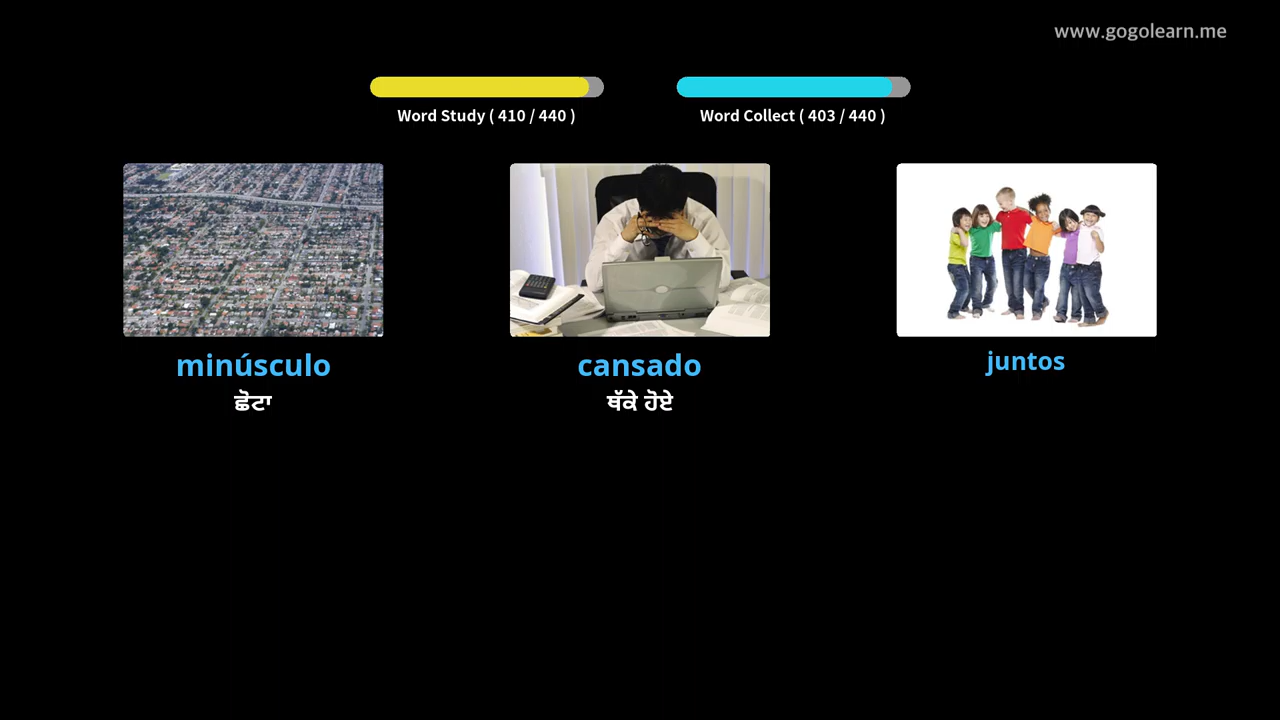 www.gogolearn.me
Word Study ( 410 / 440 )
Word Collect ( 403 / 440 )
minúsculo
ਛੋਟਾ
cansado
ਥੱਕੇ ਹੋਏ
juntos